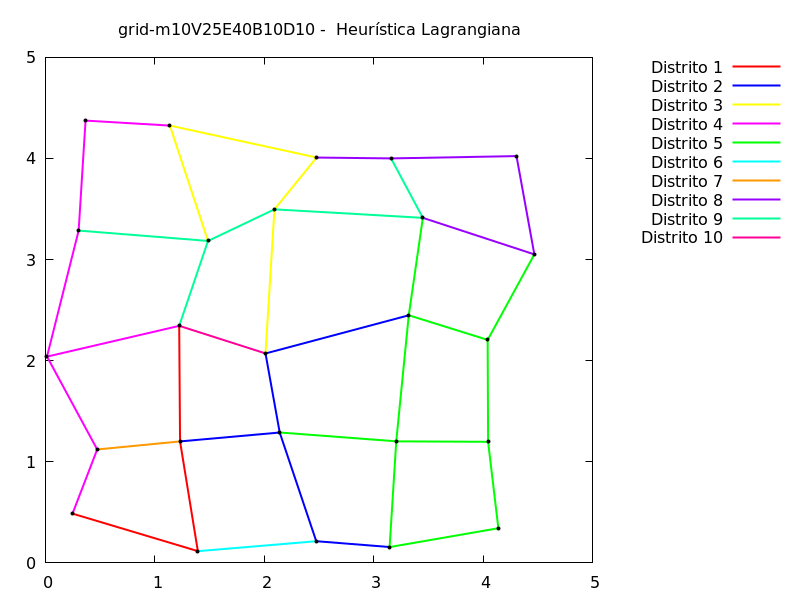 grid-m10V25E40B10D10 -  Heurística Lagrangiana
Distrito 1
Distrito 2
Distrito 3
Distrito 4
Distrito 5
Distrito 6
Distrito 7
Distrito 8
Distrito 9
Distrito 10
5
4
3
2
1
0
0 1 2 3 4 5